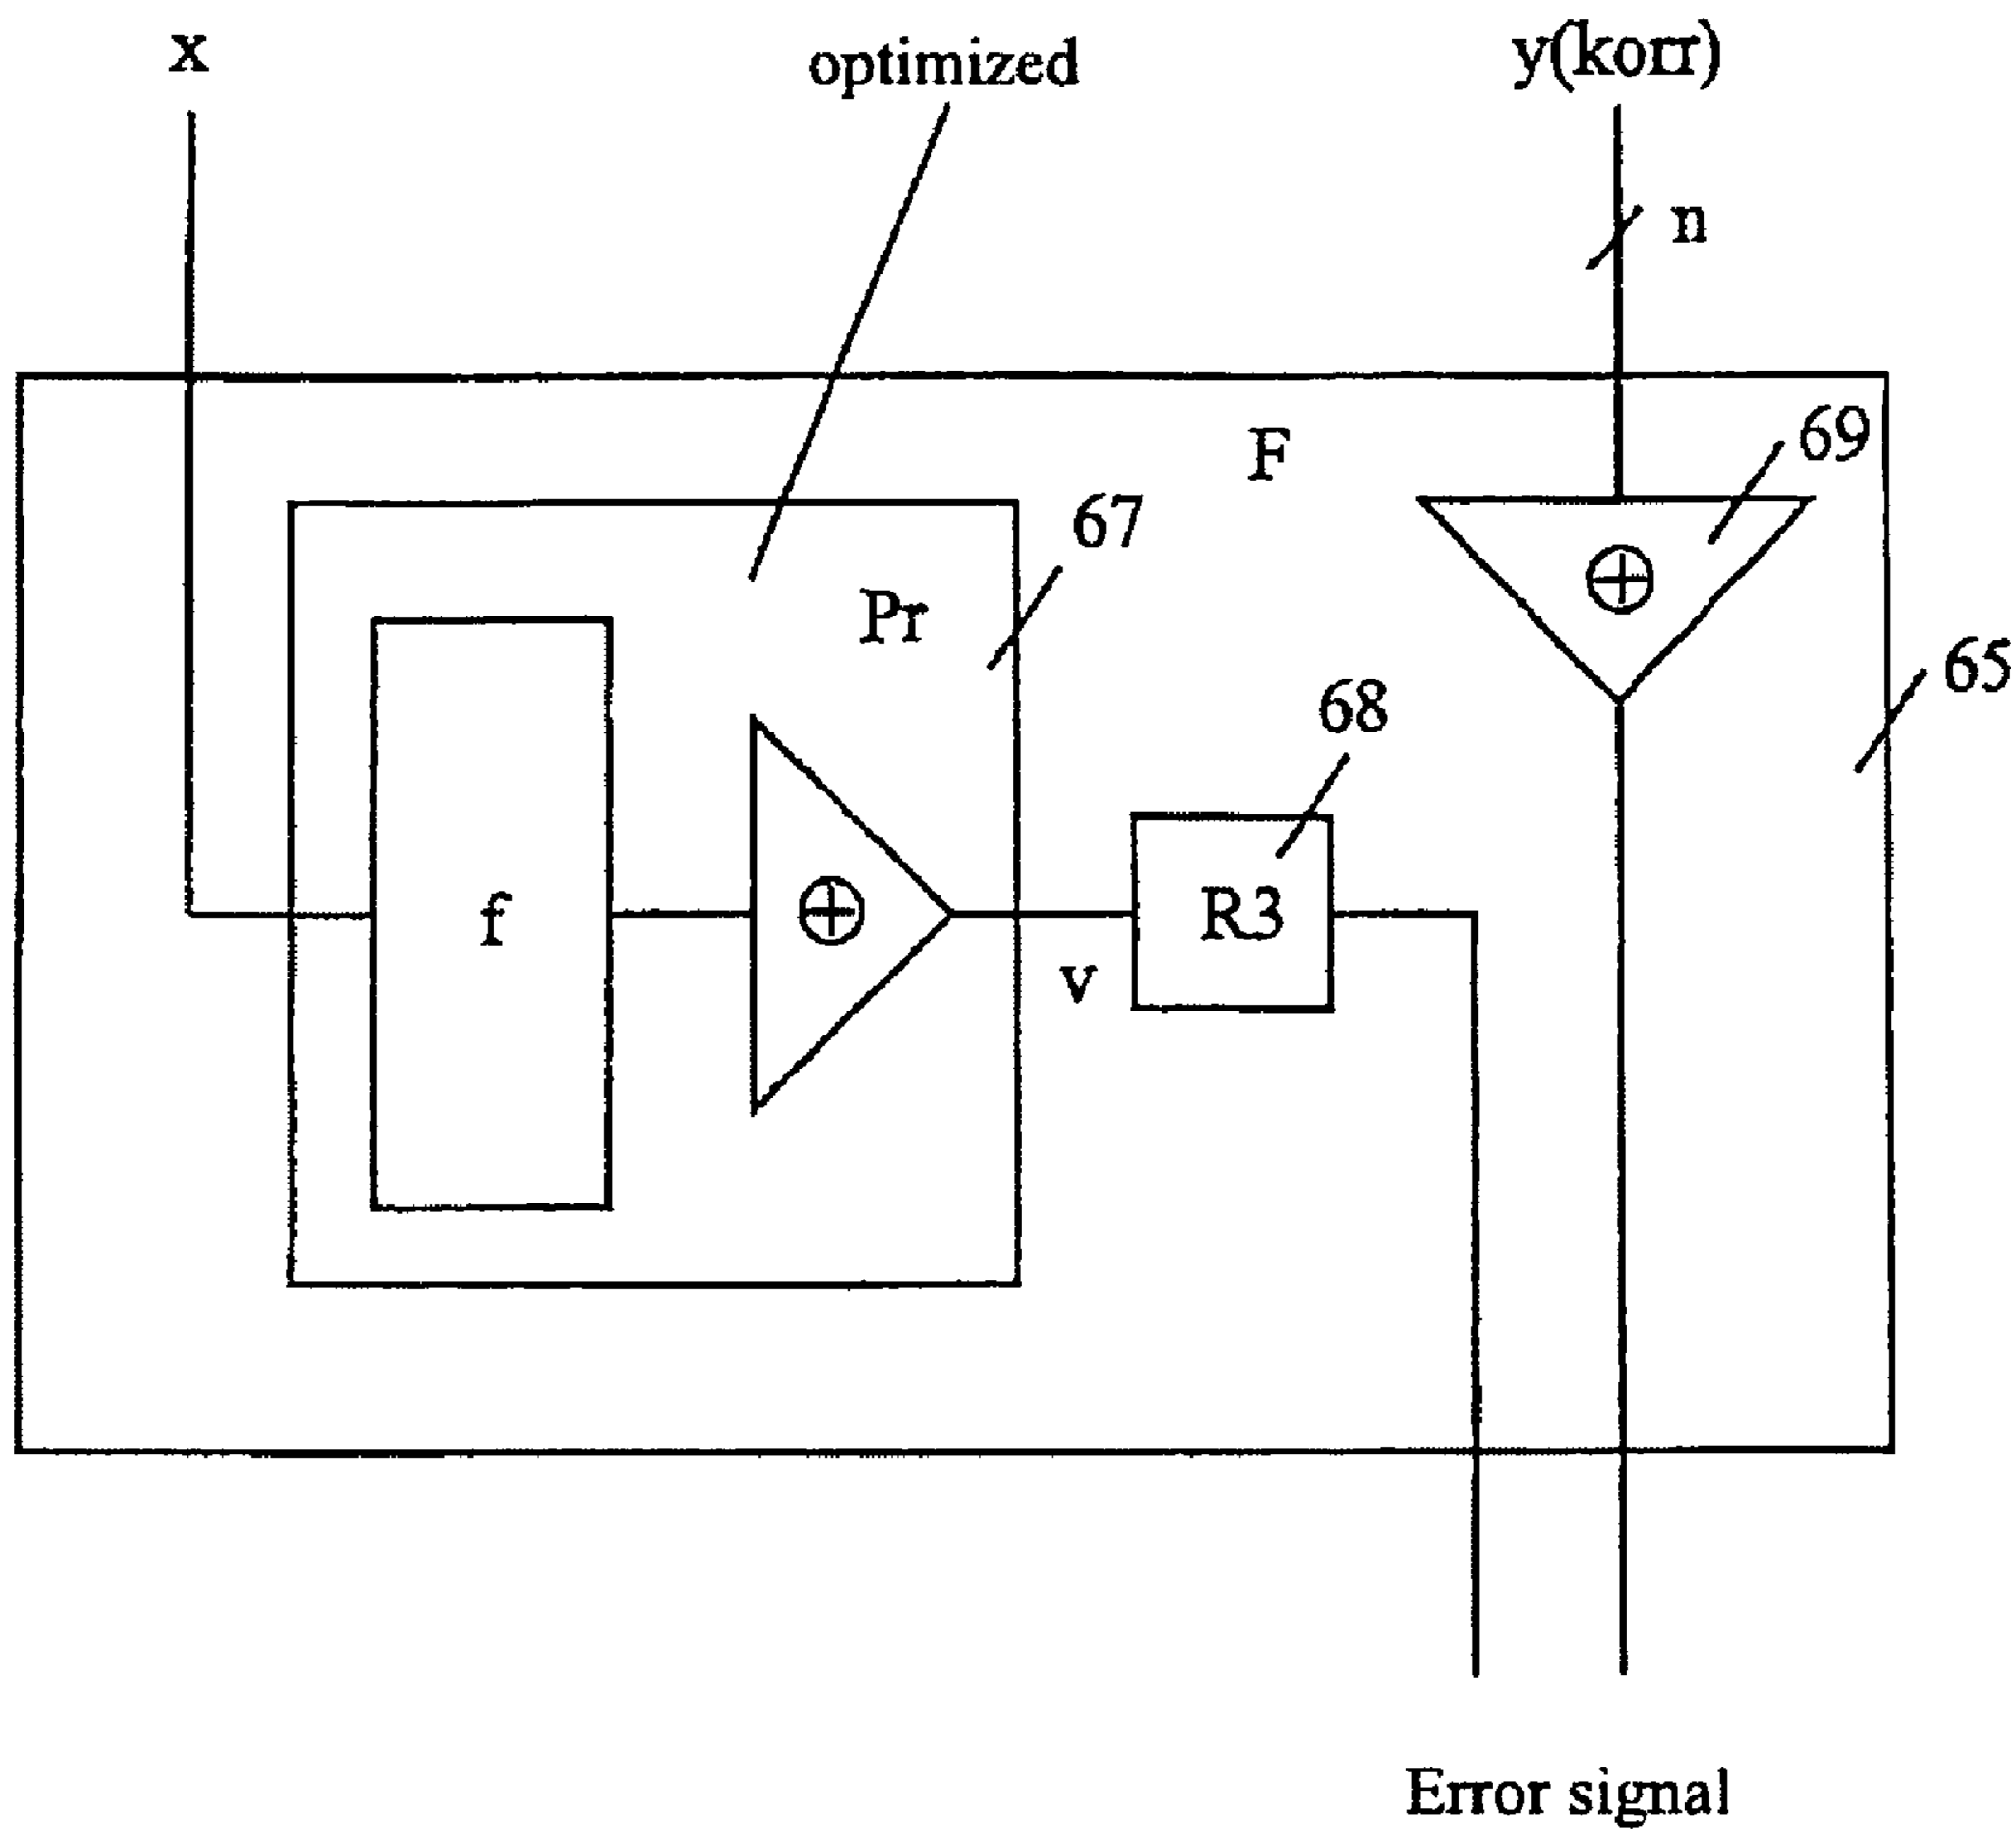 x
optimized
y(korr)
n
F
69
67
Pr
65
68
f
R3
v
Error signal